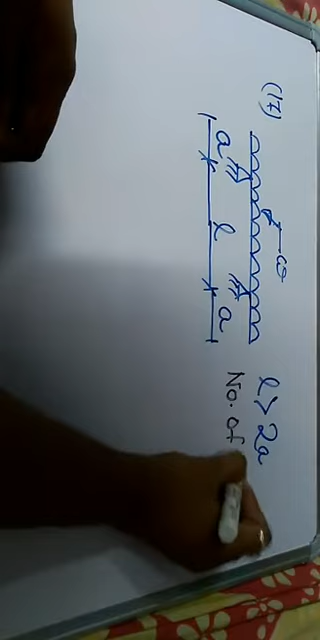 (17)
ω
a l a
l > 2a
No. of